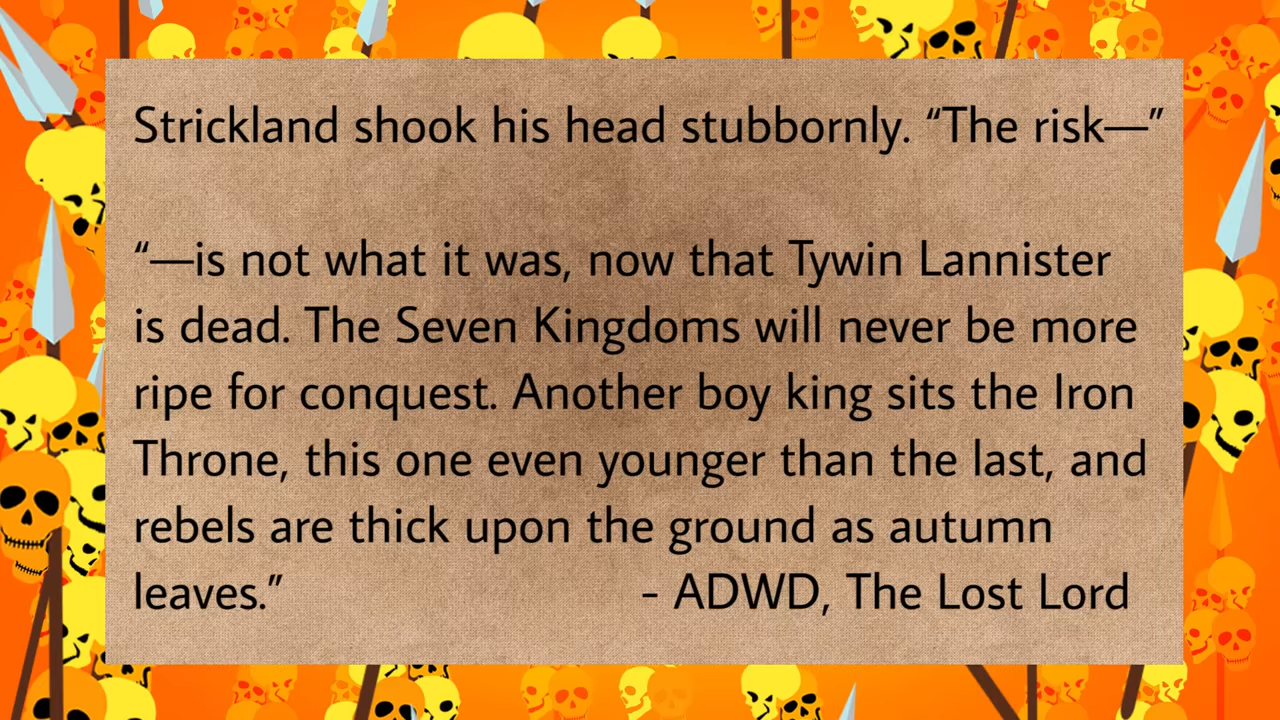 Strickland shook his head stubbornly. “The risk—”
“—is not what it was, now that Tywin Lannister
is dead. The Seven Kingdoms will never be more
ripe for conquest. Another boy king sits the Iron
Throne, this one even younger than the last, and
rebels are thick upon the ground as autumn
leaves.” - ADWD, The Lost Lord